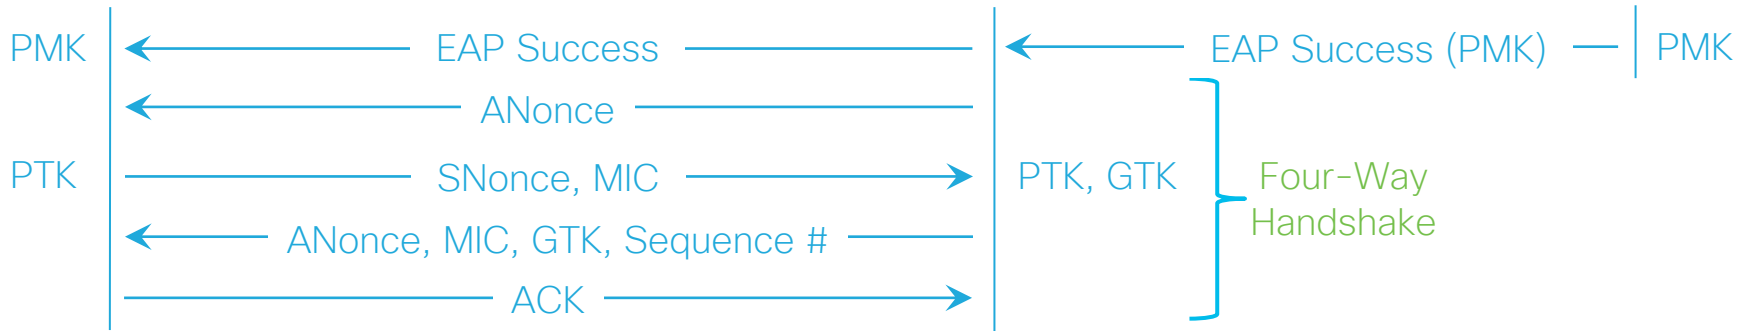 PMK EAP Success EAP Success (PMK) PMK
ANonce
PTK SNonce, MIC PTK, GTK Four-Way
Handshake
ANonce, MIC, GTK, Sequence #
ACK